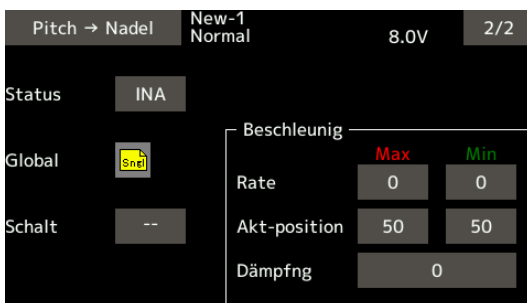 Pitch → Nadel New-1 Normal 8.0V 2/2
Status INA
Beschleunig
Global Sngl Max Min
Rate 0 0
Schalt -- Akt-position 50 50
Dämpfng 0